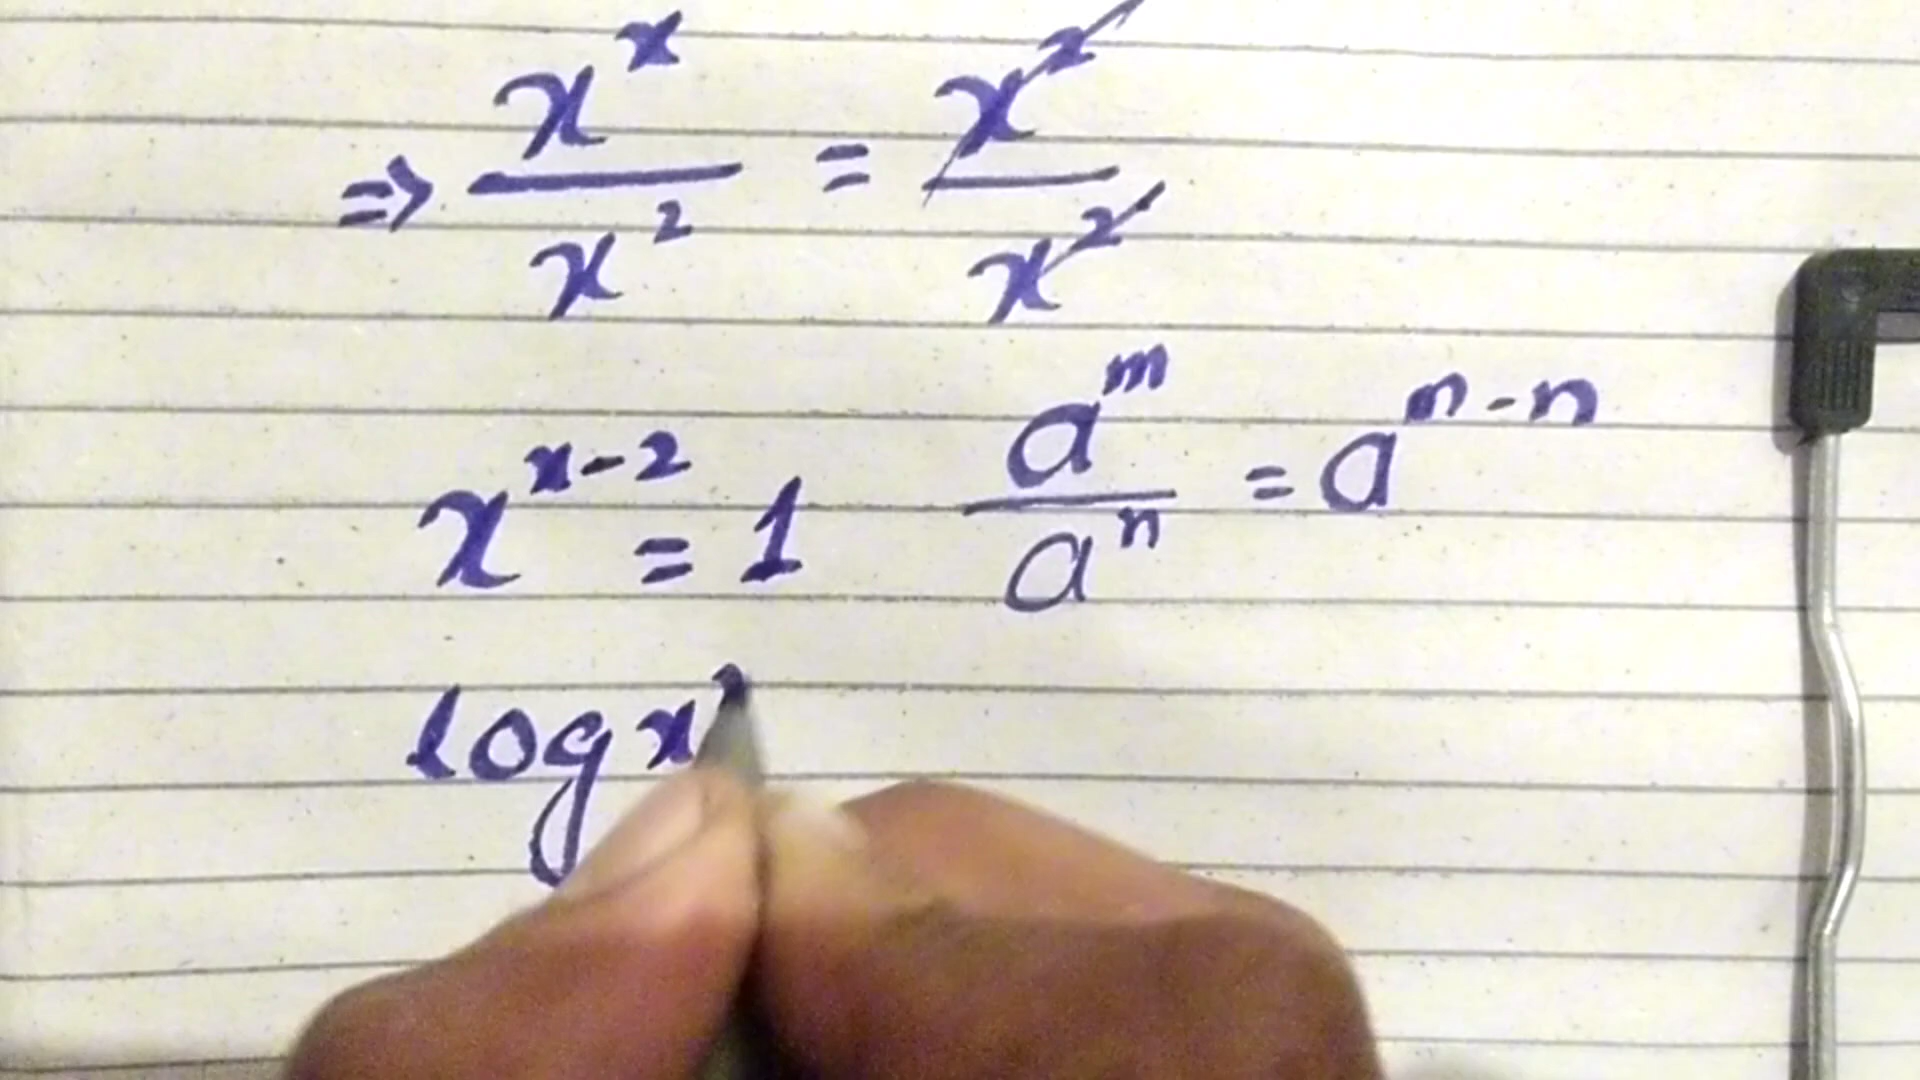 ⇒ x^x / x^2 = x^2 / x^2
x^{x-2} = 1  a^m / a^n = a^{n-n}
log x